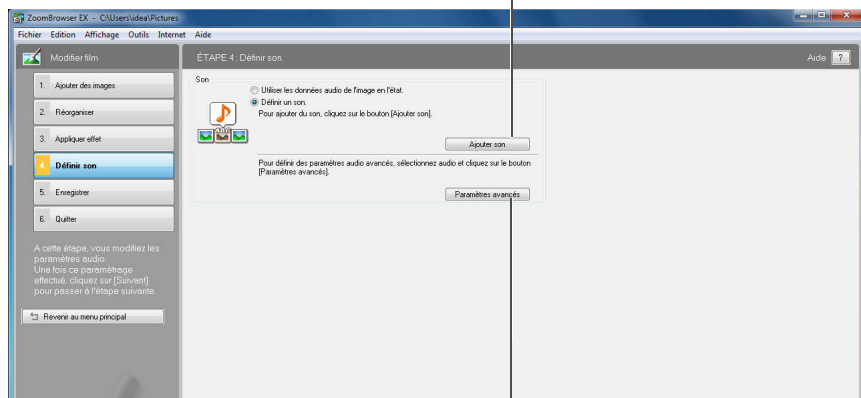 ZoomBrowser EX - C:\Users\idea\Pictures
Fichier Edition Affichage Outils Internet Aide
Modifier film
ÉTAPE 4 : Définir son.
Aide ?
1. Ajouter des images
2. Réorganiser
3. Appliquer effet
4. Définir son
5. Enregistrer
6. Quitter
A cette étape, vous modifiez les
paramètres audio.
Une fois ce paramétrage
effectué, cliquez sur [Suivant]
pour passer à l'étape suivante.
Revenir au menu principal
Son
Utiliser les données audio de l'image en l'état.
Définir un son.
Pour ajouter du son, cliquez sur le bouton [Ajouter son].
Ajouter son
Pour définir des paramètres audio avancés, sélectionnez audio et cliquez sur le bouton
[Paramètres avancés].
Paramètres avancés